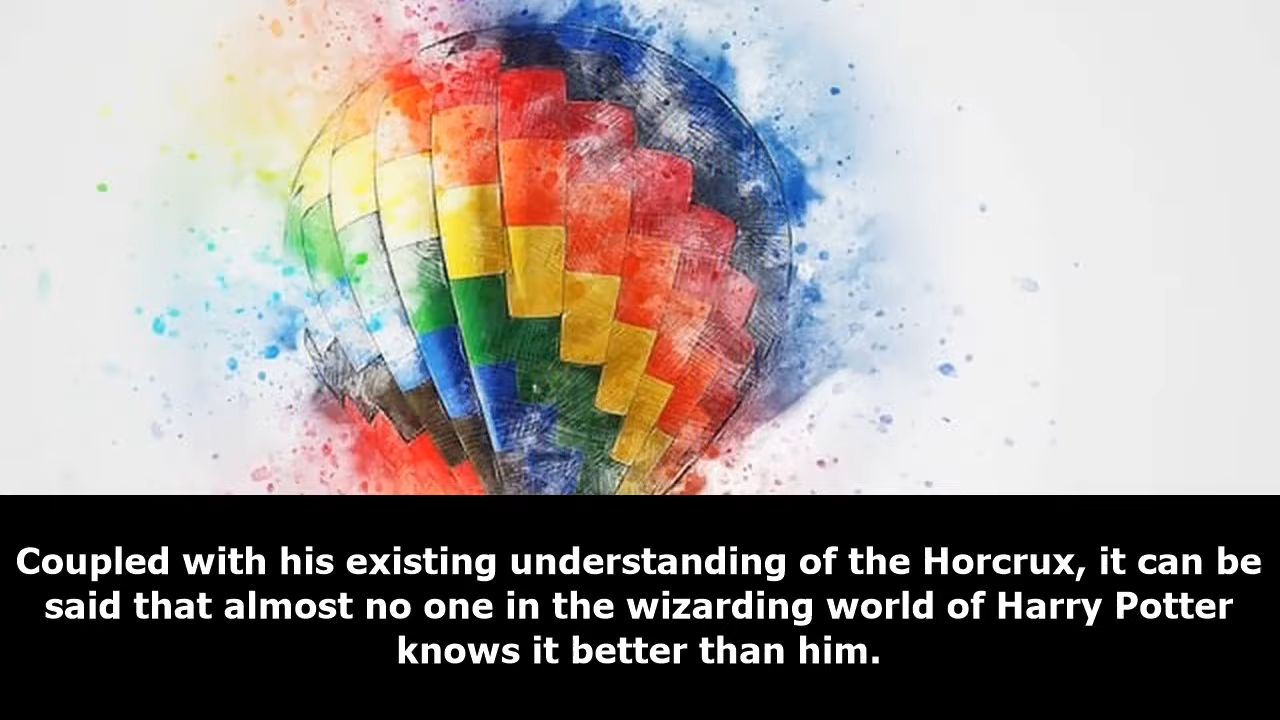 Coupled with his existing understanding of the Horcrux, it can be
said that almost no one in the wizarding world of Harry Potter
knows it better than him.